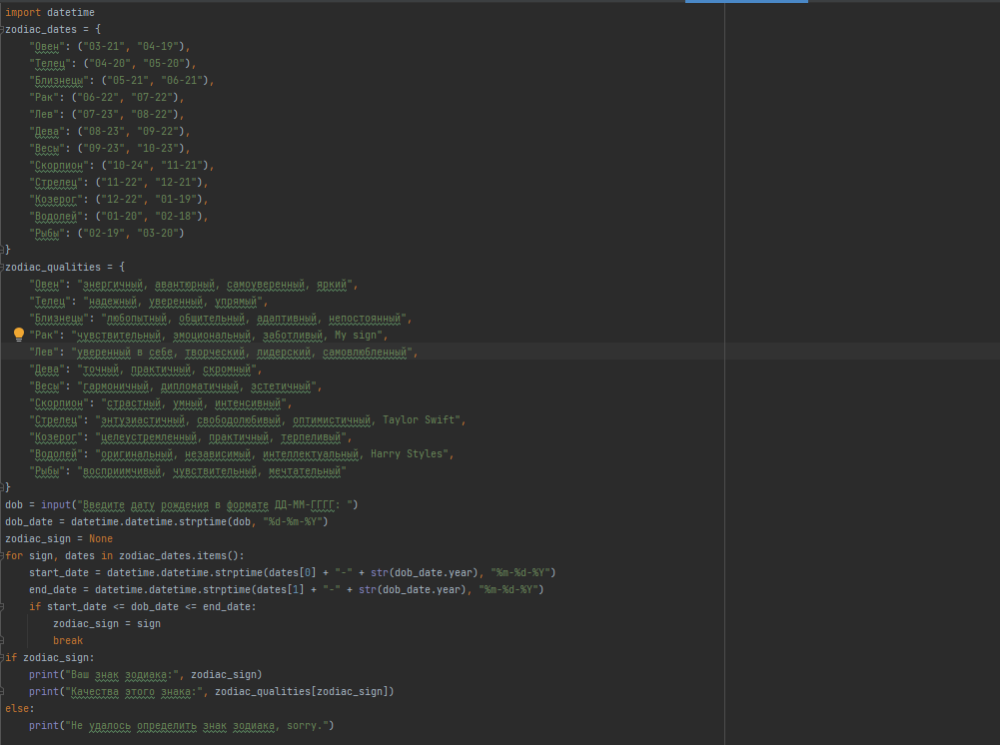 import datetime
zodiac_dates = {
    "Овен": ("03-21", "04-19"),
    "Телец": ("04-20", "05-20"),
    "Близнецы": ("05-21", "06-21"),
    "Рак": ("06-22", "07-22"),
    "Лев": ("07-23", "08-22"),
    "Дева": ("08-23", "09-22"),
    "Весы": ("09-23", "10-23"),
    "Скорпион": ("10-24", "11-21"),
    "Стрелец": ("11-22", "12-21"),
    "Козерог": ("12-22", "01-19"),
    "Водолей": ("01-20", "02-18"),
    "Рыбы": ("02-19", "03-20")
}
zodiac_qualities = {
    "Овен": "энергичный, авантюрный, самоуверенный, яркий",
    "Телец": "надежный, уверенный, упрямый",
    "Близнецы": "любопытный, общительный, адаптивный, непостоянный",
    "Рак": "чувствительный, эмоциональный, заботливый, My sign",
    "Лев": "уверенный в себе, творческий, лидерский, самовлюбленный",
    "Дева": "точный, практичный, скромный",
    "Весы": "гармоничный, дипломатичный, эстетичный",
    "Скорпион": "страстный, умный, интенсивный",
    "Стрелец": "энтузиастичный, свободолюбивый, оптимистичный, Taylor Swift",
    "Козерог": "целеустремленный, практичный, терпеливый",
    "Водолей": "оригинальный, независимый, интеллектуальный, Harry Styles",
    "Рыбы": "восприимчивый, чувствительный, мечтательный"
}
dob = input("Введите дату рождения в формате ДД-ММ-ГГГГ: ")
dob_date = datetime.datetime.strptime(dob, "%d-%m-%Y")
zodiac_sign = None
for sign, dates in zodiac_dates.items():
    start_date = datetime.datetime.strptime(dates[0] + "-" + str(dob_date.year), "%m-%d-%Y")
    end_date = datetime.datetime.strptime(dates[1] + "-" + str(dob_date.year), "%m-%d-%Y")
    if start_date <= dob_date <= end_date:
        zodiac_sign = sign
        break
if zodiac_sign:
    print("Ваш знак зодиака:", zodiac_sign)
    print("Качества этого знака:", zodiac_qualities[zodiac_sign])
else:
    print("Не удалось определить знак зодиака, sorry.")